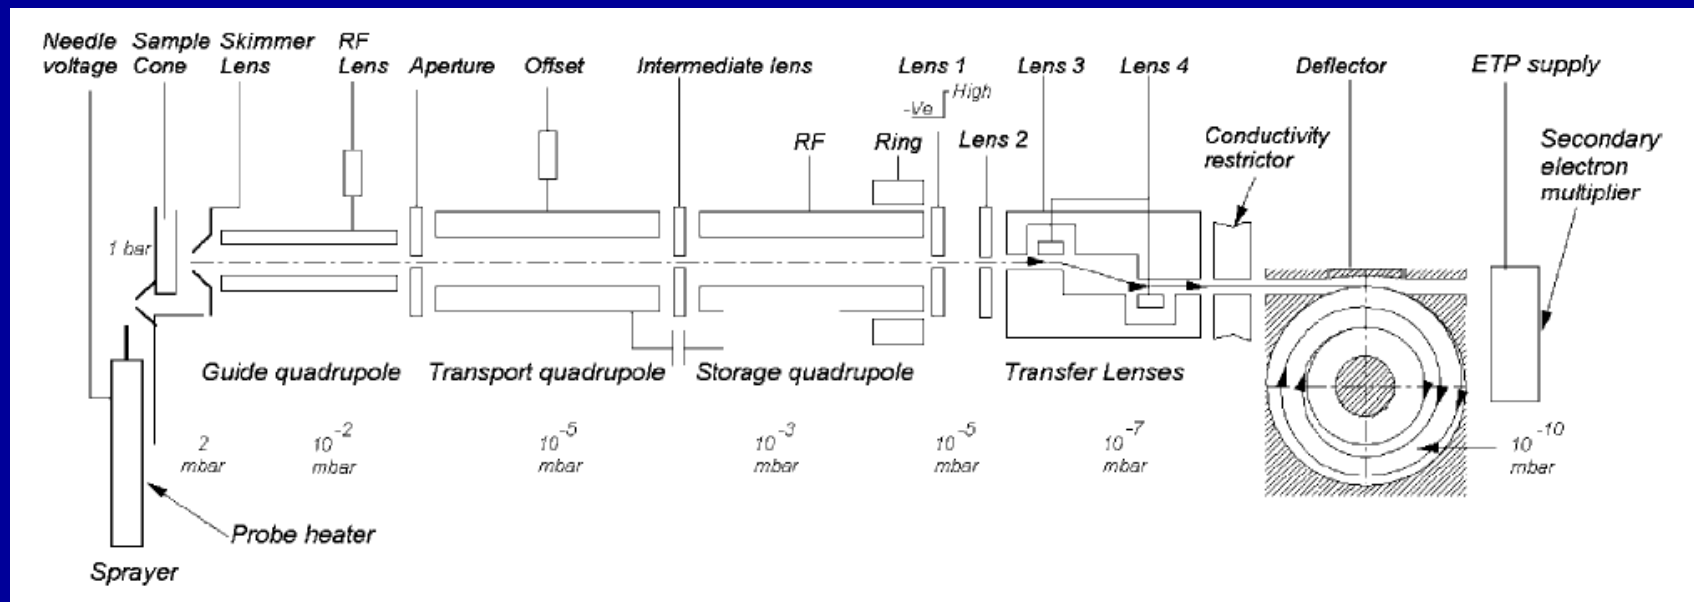 Needle voltage
Sample Cone
Skimmer Lens
RF Lens
Aperture
Offset
Intermediate lens
Lens 1
Lens 3
Lens 4
Deflector
ETP supply
-Ve
High
RF
Ring
Lens 2
Conductivity restrictor
Secondary electron multiplier
1 bar
Guide quadrupole
Transport quadrupole
Storage quadrupole
Transfer Lenses
2 mbar
10⁻² mbar
10⁻⁵ mbar
10⁻³ mbar
10⁻⁵ mbar
10⁻⁷ mbar
10⁻¹⁰ mbar
Probe heater
Sprayer